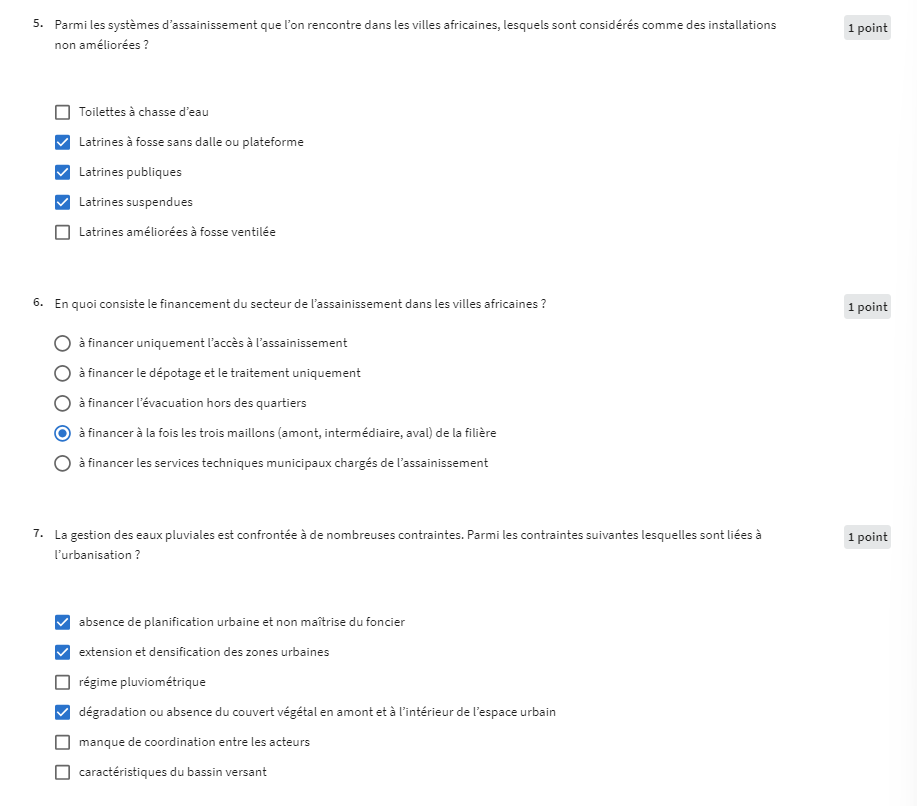 5. Parmi les systèmes d’assainissement que l’on rencontre dans les villes africaines, lesquels sont considérés comme des installations
non améliorées ?
1 point
Toilettes à chasse d’eau
Latrines à fosse sans dalle ou plateforme
Latrines publiques
Latrines suspendues
Latrines améliorées à fosse ventilée
6. En quoi consiste le financement du secteur de l’assainissement dans les villes africaines ?
1 point
à financer uniquement l’accès à l’assainissement
à financer le dépotage et le traitement uniquement
à financer l’évacuation hors des quartiers
à financer à la fois les trois maillons (amont, intermédiaire, aval) de la filière
à financer les services techniques municipaux chargés de l’assainissement
7. La gestion des eaux pluviales est confrontée à de nombreuses contraintes. Parmi les contraintes suivantes lesquelles sont liées à
l’urbanisation ?
1 point
absence de planification urbaine et non maîtrise du foncier
extension et densification des zones urbaines
régime pluviométrique
dégradation ou absence du couvert végétal en amont et à l’intérieur de l’espace urbain
manque de coordination entre les acteurs
caractéristiques du bassin versant